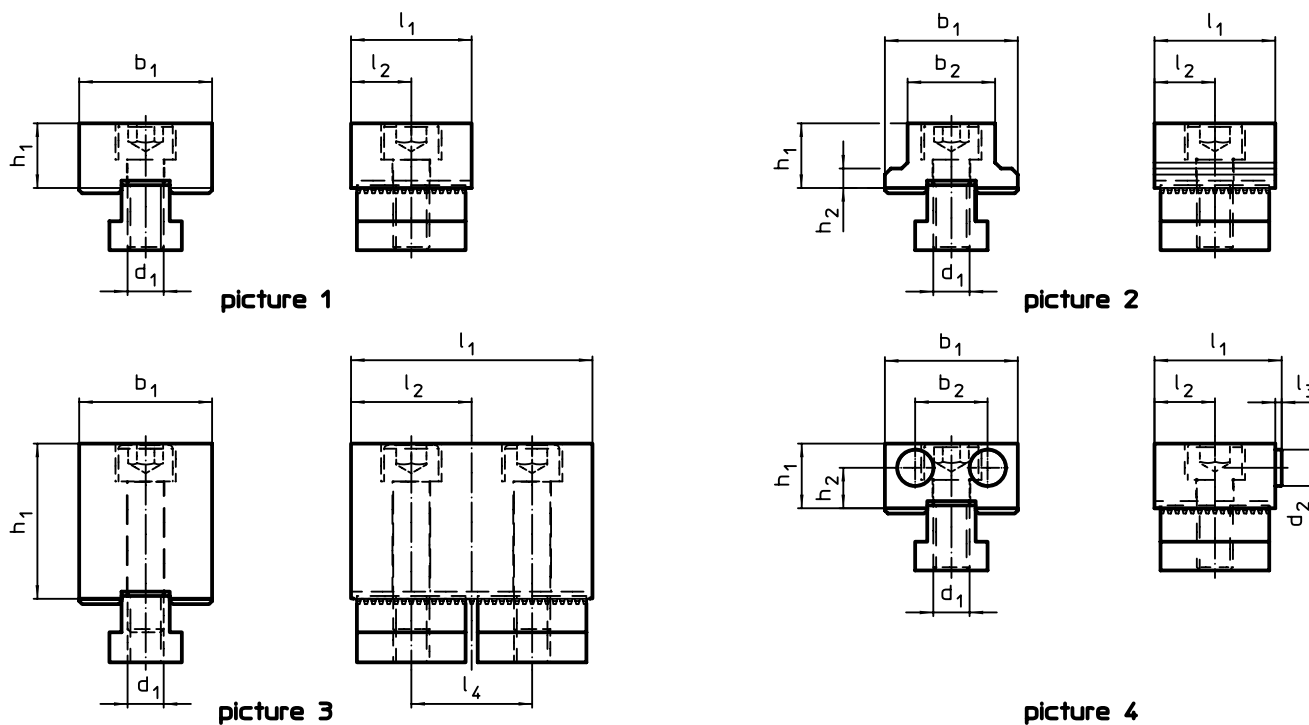 l1
b1
l2
h1
d1
picture 1
l1
b1
b2
l2
h1
h2
d1
picture 2
l1
b1
l2
h1
d1
l4
picture 3
l1
b1
b2
l2
l3
h1
h2
d2
d1
picture 4